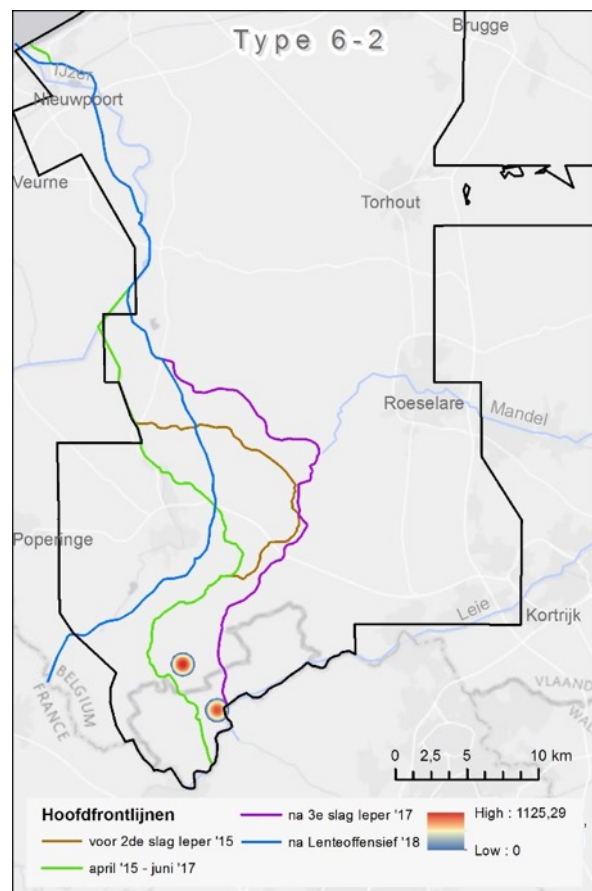 Brugge
Type 6-2
IJzer
Nieuwpoort
Veurne
Torhout
Roeselare
Mandel
Poperinge
Leie
Kortrijk
BELGIUM
FRANCE
VLAAND
WAL
0 2,5 5 10 km
Hoofdfrontlijnen
voor 2de slag Ieper '15
april '15 - juni '17
na 3e slag Ieper '17
na Lenteoffensief '18
High : 1125,29
Low : 0